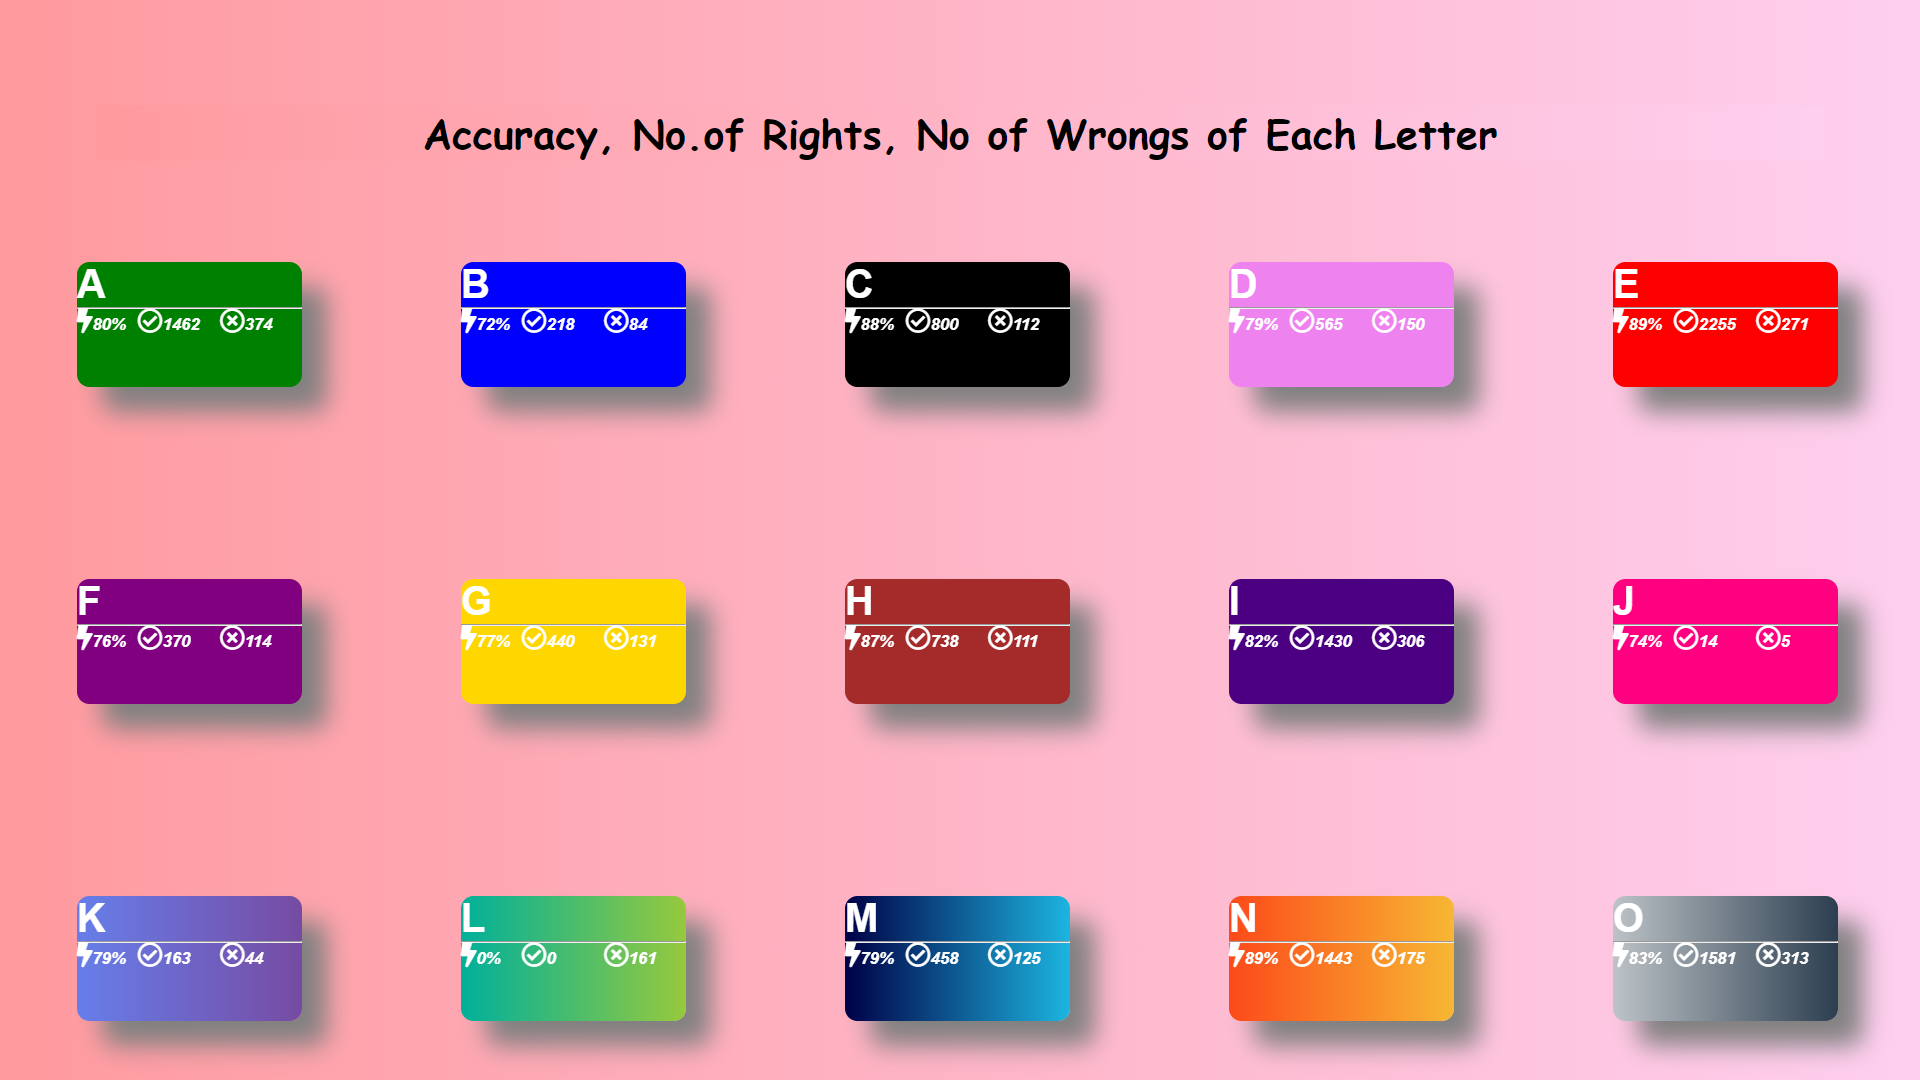 Accuracy, No.of Rights, No of Wrongs of Each Letter
A
80% 1462 374
B
72% 218 84
C
88% 800 112
D
79% 565 150
E
89% 2255 271
F
76% 370 114
G
77% 440 131
H
87% 738 111
I
82% 1430 306
J
74% 14 5
K
79% 163 44
L
0% 0 161
M
79% 458 125
N
89% 1443 175
O
83% 1581 313